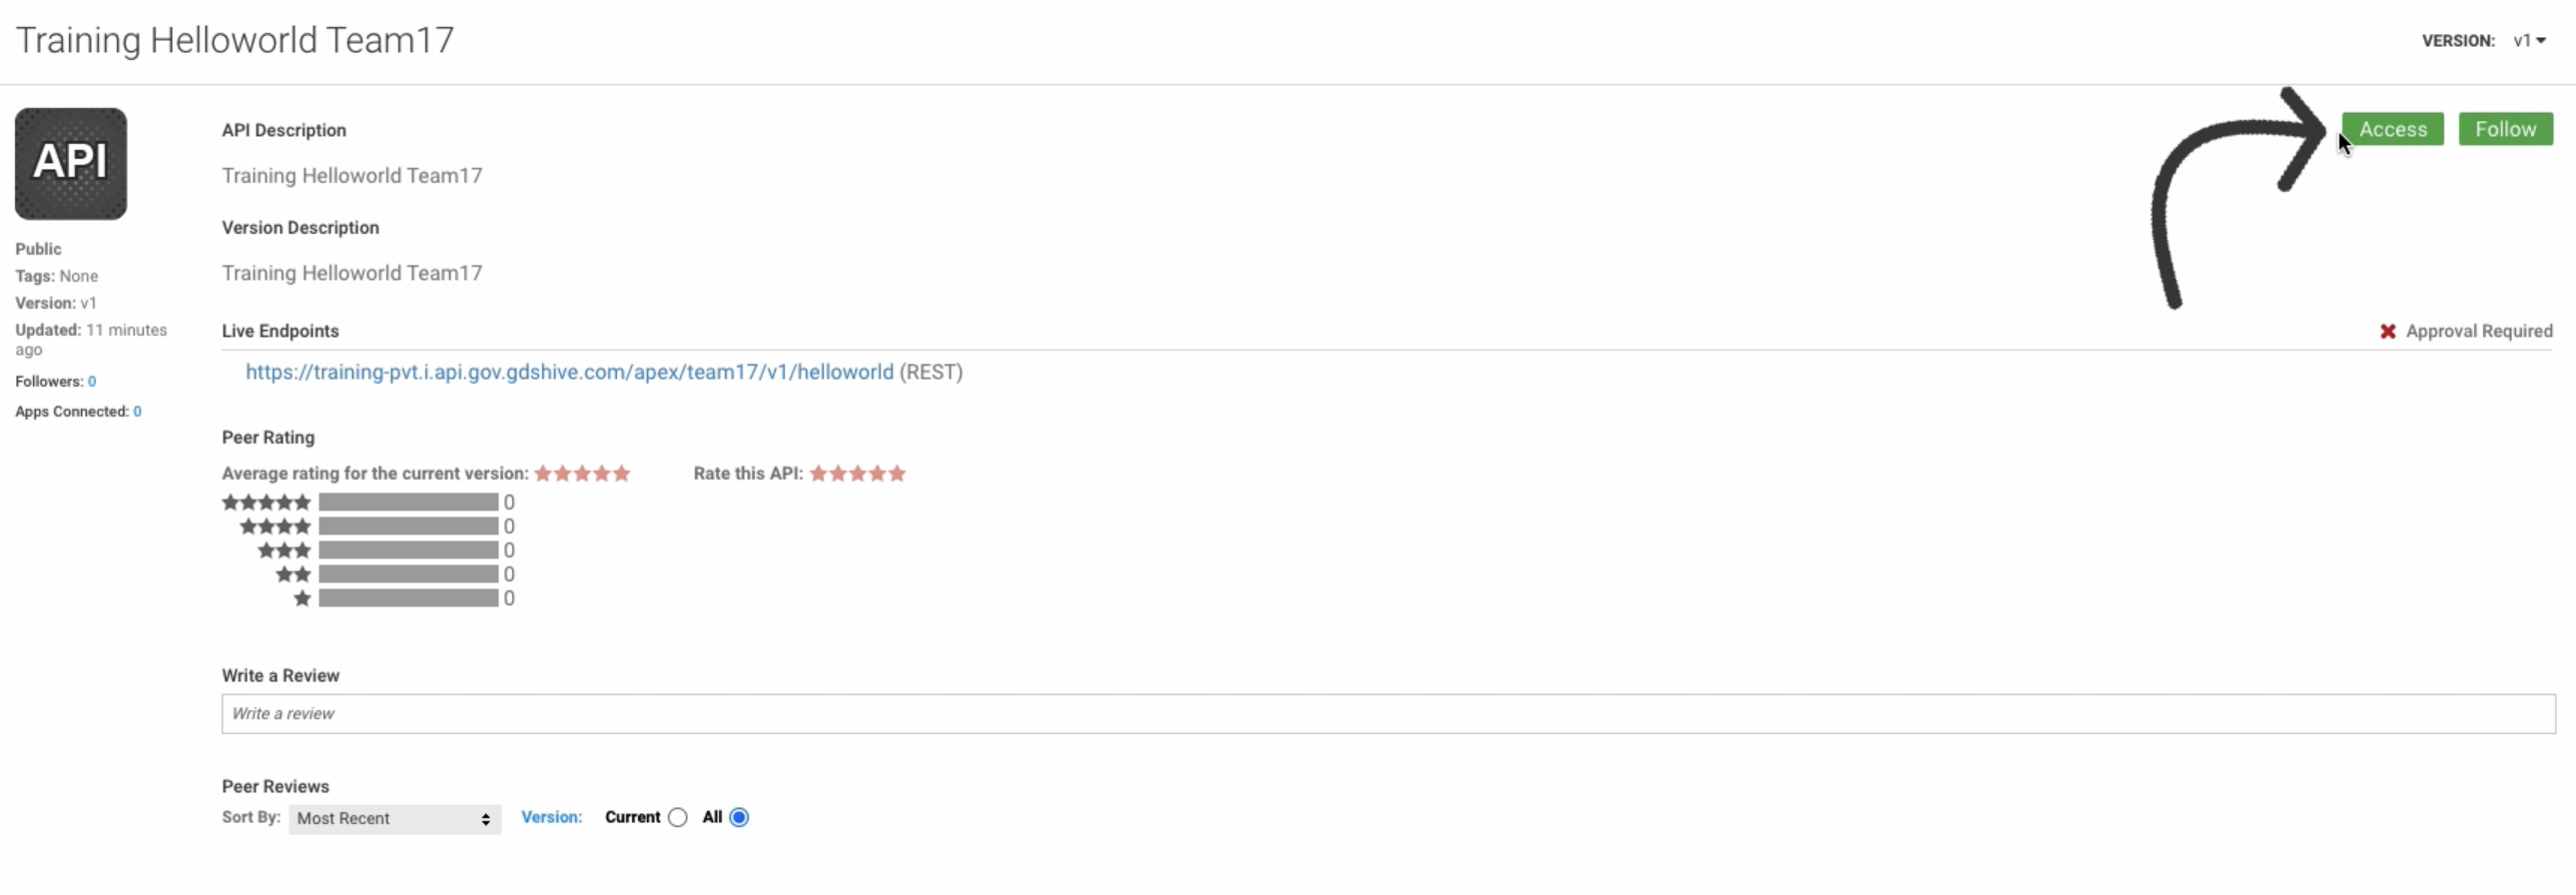 Training Helloworld Team17
VERSION: v1
API
Public
Tags: None
Version: v1
Updated: 11 minutes
ago
Followers: 0
Apps Connected: 0
API Description
Training Helloworld Team17
Access
Follow
Version Description
Training Helloworld Team17
Live Endpoints
Approval Required
https://training-pvt.i.api.gov.gdshive.com/apex/team17/v1/helloworld (REST)
Peer Rating
Average rating for the current version:
Rate this API:
0
0
0
0
0
Write a Review
Write a review
Peer Reviews
Sort By: Most Recent Version: Current All